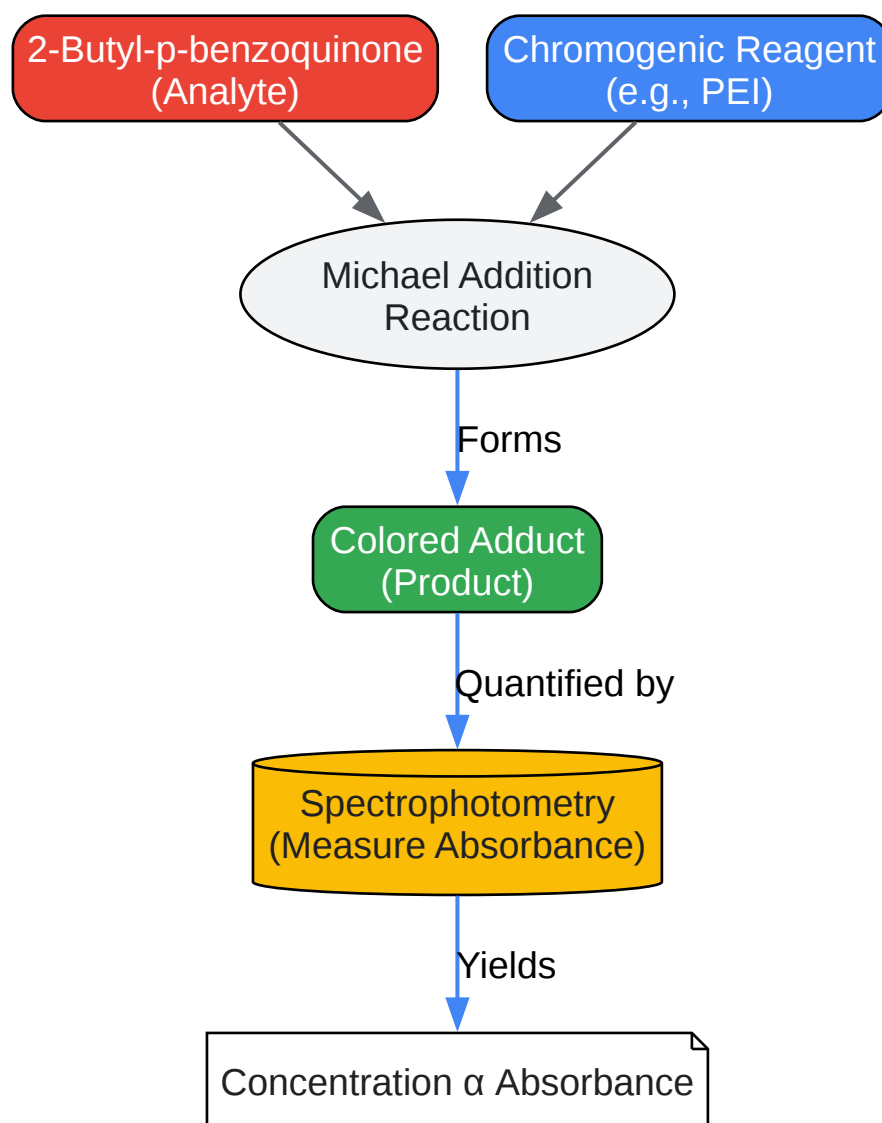 2-Butyl-p-benzoquinone
(Analyte)
Chromogenic Reagent
(e.g., PEI)
Michael Addition
Reaction
Forms
Colored Adduct
(Product)
Quantified by
Spectrophotometry
(Measure Absorbance)
Yields
Concentration α Absorbance